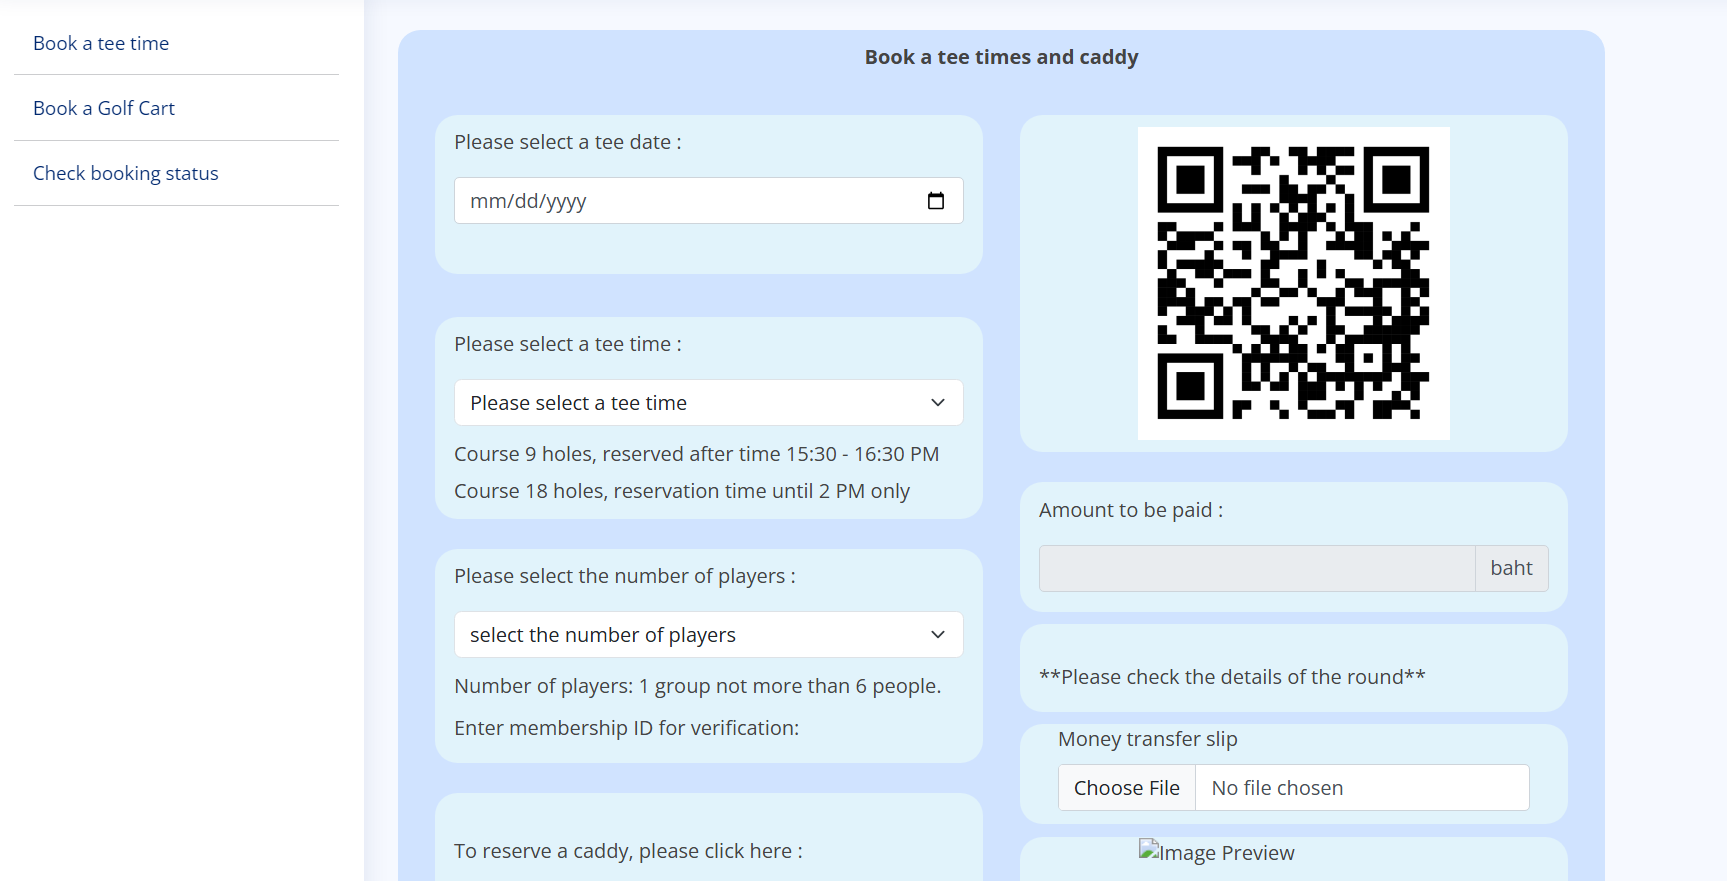 Book a tee time
Book a Golf Cart
Check booking status
Book a tee times and caddy
Please select a tee date :
mm/dd/yyyy
Please select a tee time :
Please select a tee time
Course 9 holes, reserved after time 15:30 - 16:30 PM
Course 18 holes, reservation time until 2 PM only
Please select the number of players :
select the number of players
Number of players: 1 group not more than 6 people.
Enter membership ID for verification:
To reserve a caddy, please click here :
Amount to be paid :
baht
**Please check the details of the round**
Money transfer slip
Choose File No file chosen
Image Preview